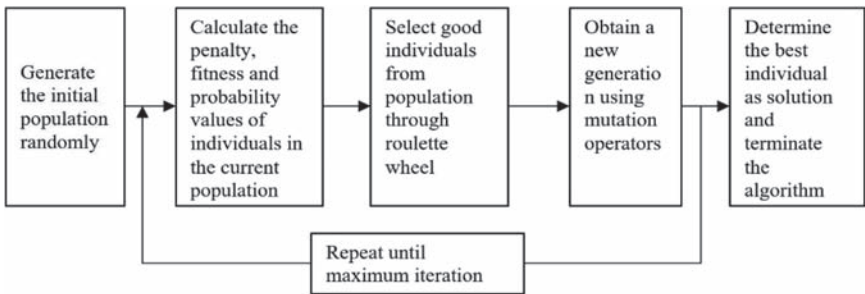 Generate
the initial
population
randomly
Calculate the
penalty,
fitness and
probability
values of
individuals in
the current
population
Select good
individuals
from
population
through
roulette
wheel
Obtain a
new
generatio
n using
mutation
operators
Determine
the best
individual
as solution
and
terminate
the
algorithm
Repeat until
maximum iteration